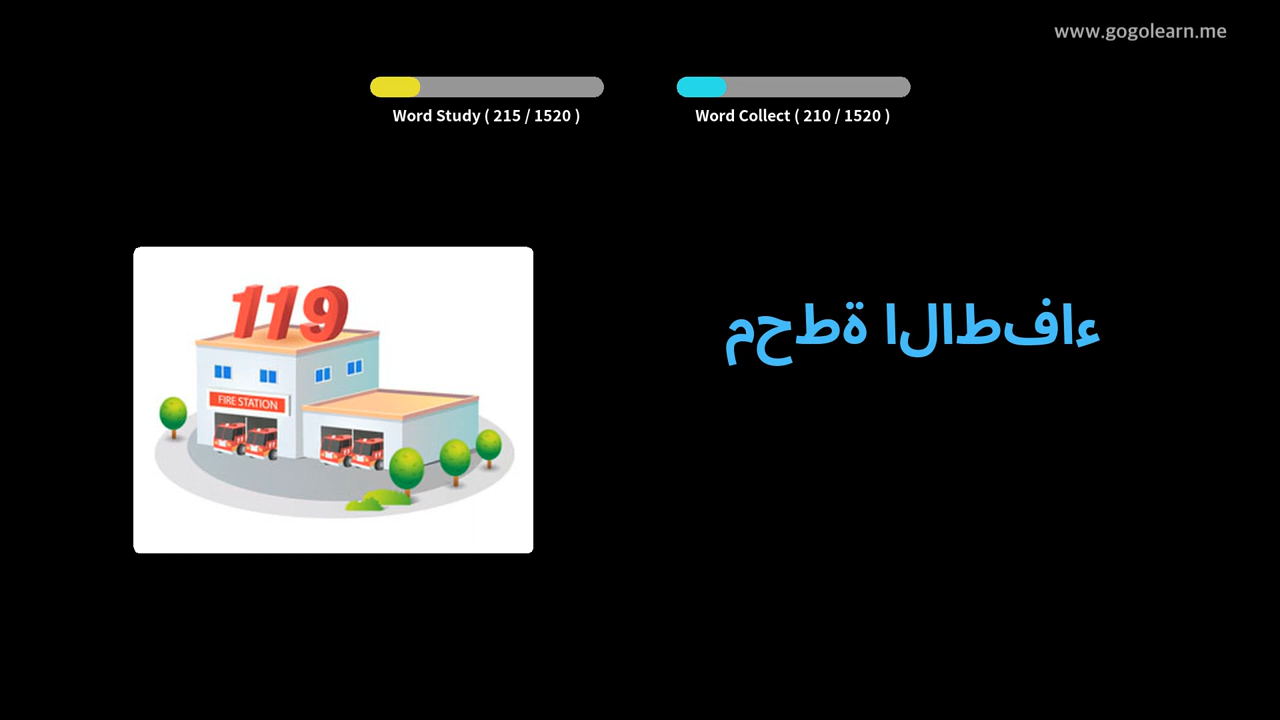 www.gogolearn.me
Word Study ( 215 / 1520 )
Word Collect ( 210 / 1520 )
119
FIRE STATION
محطة الاطفاء